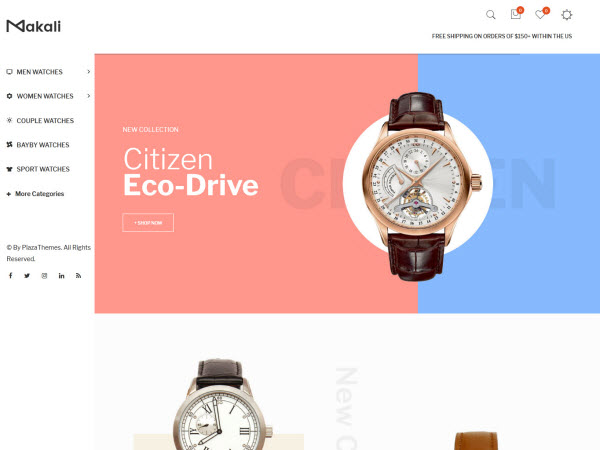 Makali
0
0
FREE SHIPPING ON ORDERS OF $150+ WITHIN THE US
MEN WATCHES
WOMEN WATCHES
COUPLE WATCHES
BAYBY WATCHES
SPORT WATCHES
+ More Categories
© By PlazaThemes. All Rights
Reserved.
NEW COLLECTION
Citizen
Eco-Drive
+ SHOP NOW
CITIZEN
New C